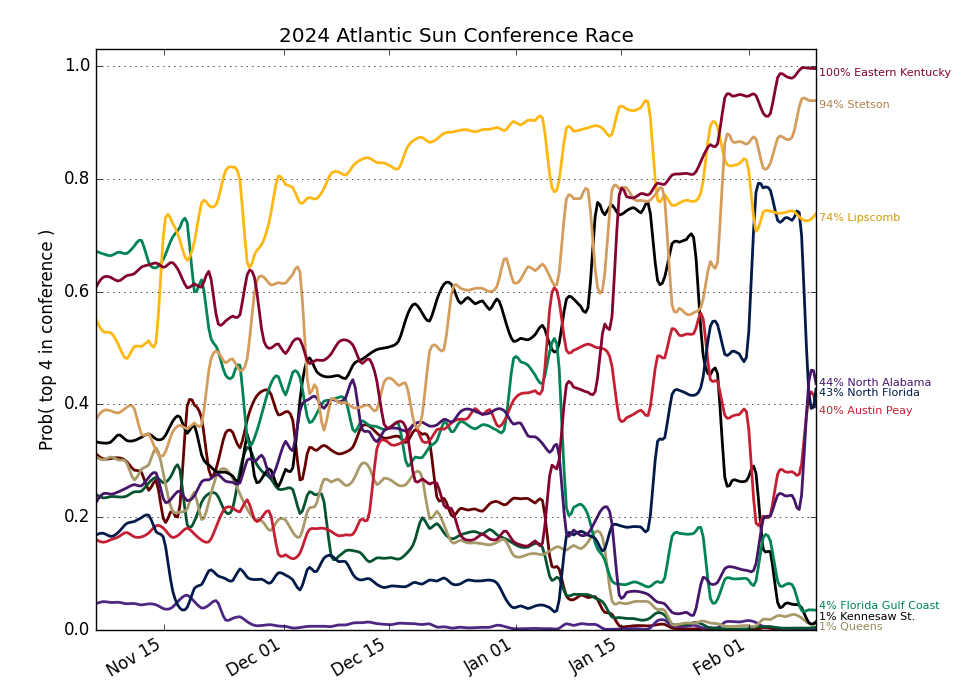 2024 Atlantic Sun Conference Race
Prob( top 4 in conference )
1.0
0.8
0.6
0.4
0.2
0.0
Nov 15
Dec 01
Dec 15
Jan 01
Jan 15
Feb 01
100% Eastern Kentucky
94% Stetson
74% Lipscomb
44% North Alabama
43% North Florida
40% Austin Peay
4% Florida Gulf Coast
1% Kennesaw St.
1% Queens